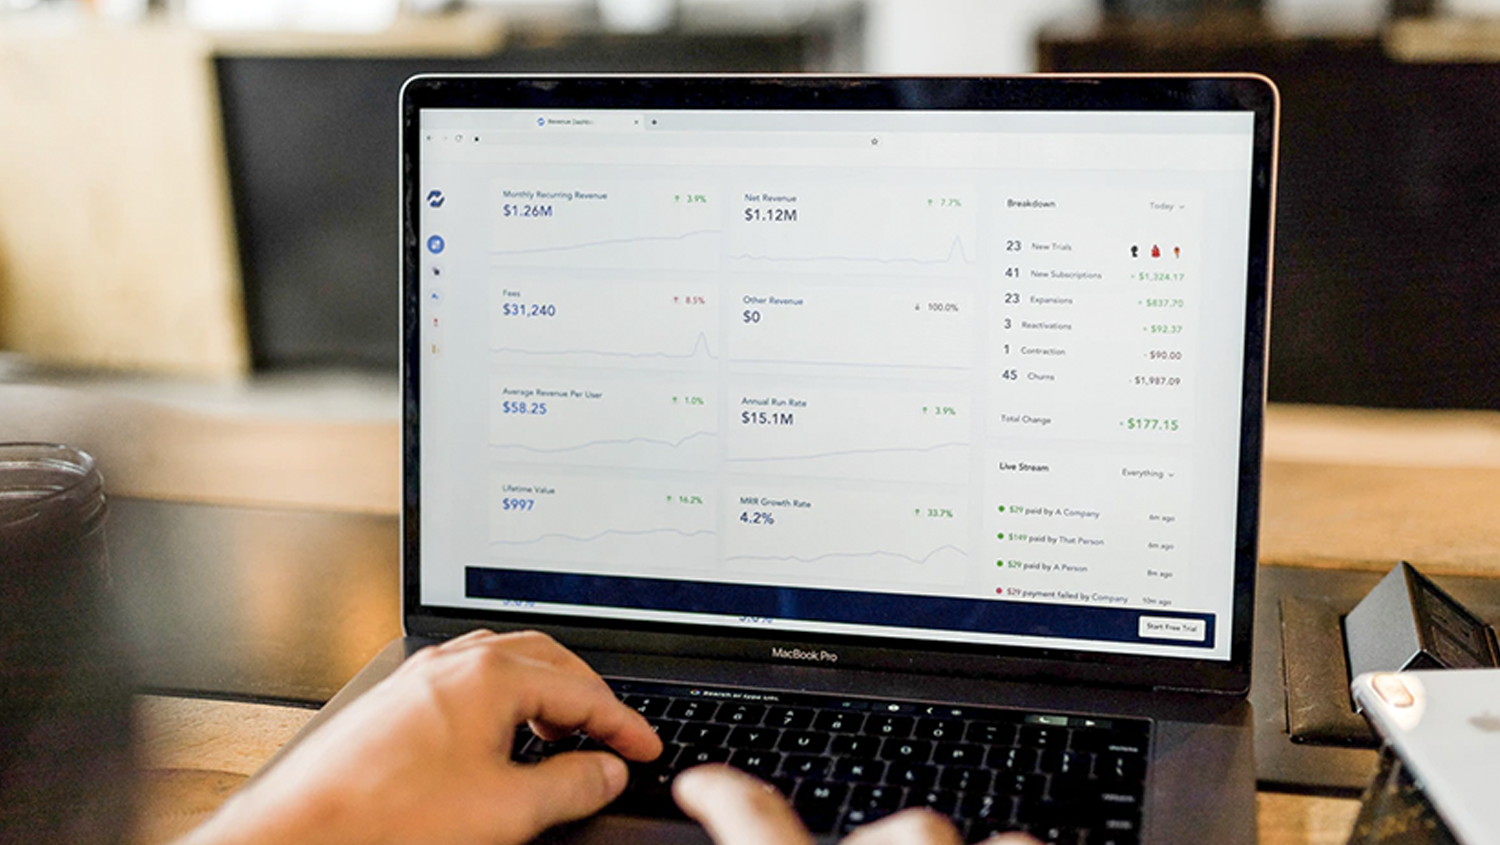 Monthly Recurring Revenue
3.9%
$1.26M
Net Revenue
7.7%
$1.12M
Fees
8.5%
$31,240
Other Revenue
100.0%
$0
Average Revenue Per User
1.0%
$58.25
Annual Run Rate
3.9%
$15.1M
Lifetime Value
16.2%
$997
MRR Growth Rate
33.7%
4.2%
Breakdown
Today
23 New Trials
41 New Subscriptions + $1,324.17
23 Expansions + $837.70
3 Reactivations + $92.37
1 Contraction - $90.00
45 Churns - $1,987.09
Total Change + $177.15
Live Stream
Everything
$29 paid by A Company 6m ago
$149 paid by That Person 6m ago
$29 paid by A Person 8m ago
$29 payment failed by Company 10m ago
Start Free Trial
MacBook Pro